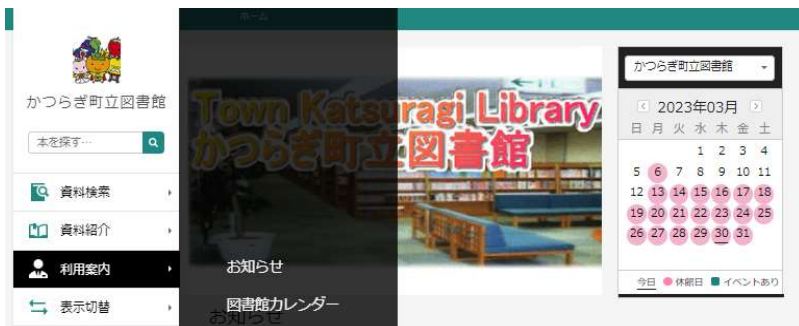 ホーム
かつらぎ町立図書館
本を探す…
資料検索
資料紹介
利用案内
表示切替
お知らせ
図書館カレンダー
お知らせ
Town Katsuragi Library
かつらぎ町立図書館
かつらぎ町立図書館
2023年03月
日 月 火 水 木 金 土
1 2 3 4
5 6 7 8 9 10 11
12 13 14 15 16 17 18
19 20 21 22 23 24 25
26 27 28 29 30 31
今日 休館日 イベントあり